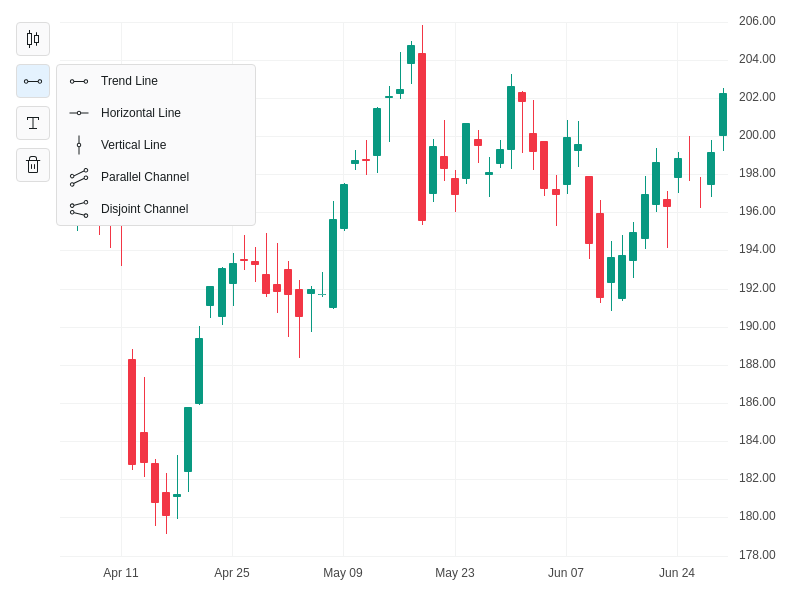 Trend Line
Horizontal Line
Vertical Line
Parallel Channel
Disjoint Channel
206.00
204.00
202.00
200.00
198.00
196.00
194.00
192.00
190.00
188.00
186.00
184.00
182.00
180.00
178.00
Apr 11 Apr 25 May 09 May 23 Jun 07 Jun 24